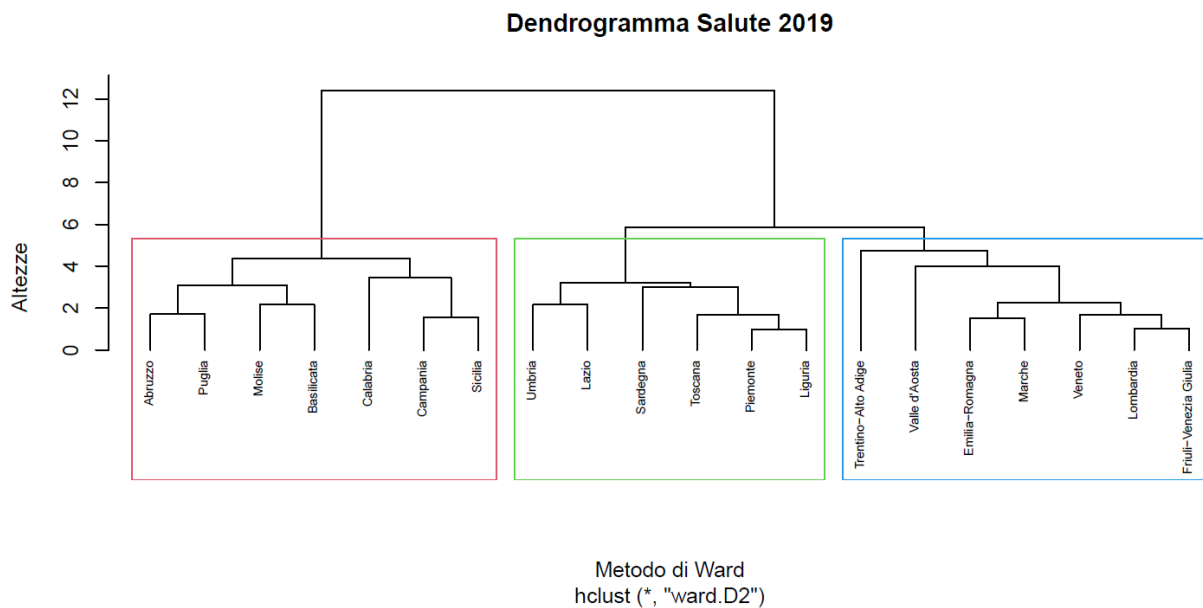 Dendrogramma Salute 2019
Altezze
12
10
8
6
4
2
0
Abruzzo
Puglia
Molise
Basilicata
Calabria
Campania
Sicilia
Umbria
Lazio
Sardegna
Toscana
Piemonte
Liguria
Trentino−Alto Adige
Valle d'Aosta
Emilia−Romagna
Marche
Veneto
Lombardia
Friuli−Venezia Giulia
Metodo di Ward
hclust (*, "ward.D2")